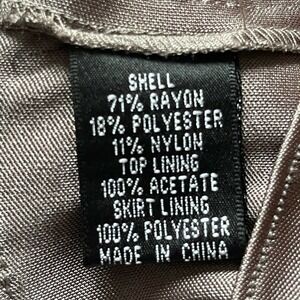 SHELL
71% RAYON
18% POLYESTER
11% NYLON
TOP LINING
100% ACETATE
SKIRT LINING
100% POLYESTER
MADE IN CHINA